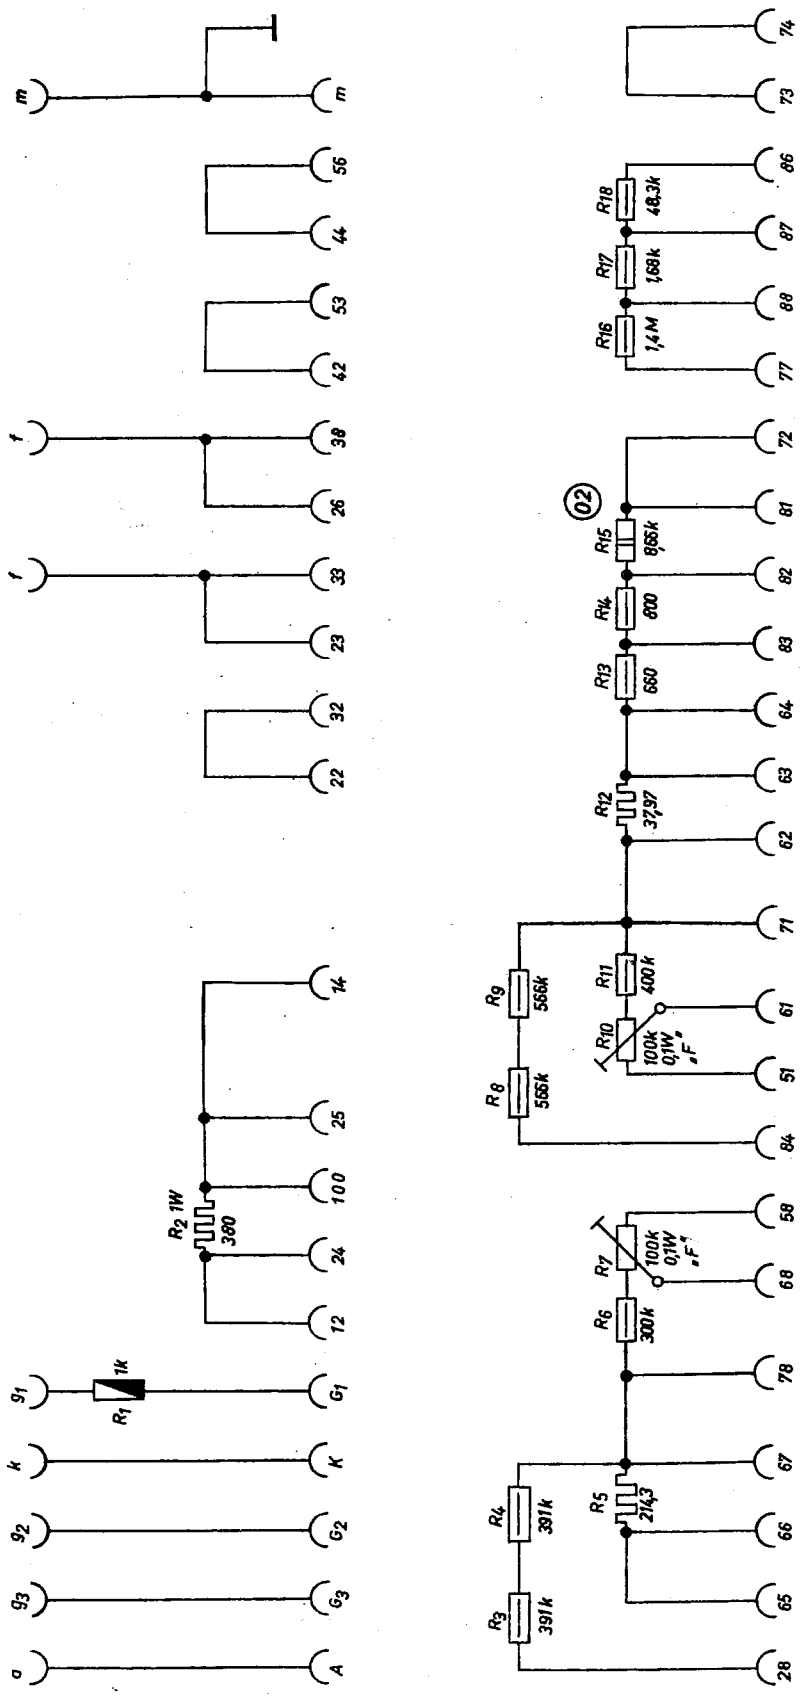 a g3 g2 k g1 f f m
R1 1k
R2 1W
380
A G3 G2 K G1 12 24 100 25 14 22 32 23 33 26 38 42 53 44 56 m
R3 R4 R8 R9
391k 391k 566k 566k
02
R5 R6 R7 R10 R11 R12 R13 R14 R15 R16 R17 R18
214,3 300k 100k 100k 400k 37,97 660 800 8,66k 1,4M 1,68k 48,3k
0,1W 0,1W
„F" „F"
28 65 66 67 78 68 58 84 51 61 71 62 63 64 83 82 81 72 77 88 87 86 73 74